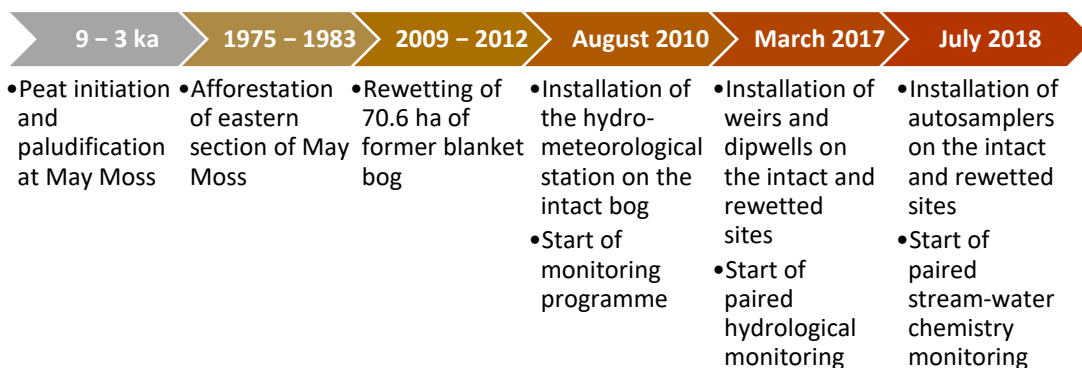 9 – 3 ka
1975 – 1983
2009 – 2012
August 2010
March 2017
July 2018
•Peat initiation
and
paludification
at May Moss
•Afforestation
of eastern
section of May
Moss
•Rewetting of
70.6 ha of
former blanket
bog
•Installation of
the hydro-
meteorological
station on the
intact bog
•Start of
monitoring
programme
•Installation of
weirs and
dipwells on
the intact and
rewetted
sites
•Start of
paired
hydrological
monitoring
•Installation of
autosamplers
on the intact
and rewetted
sites
•Start of
paired
stream-water
chemistry
monitoring